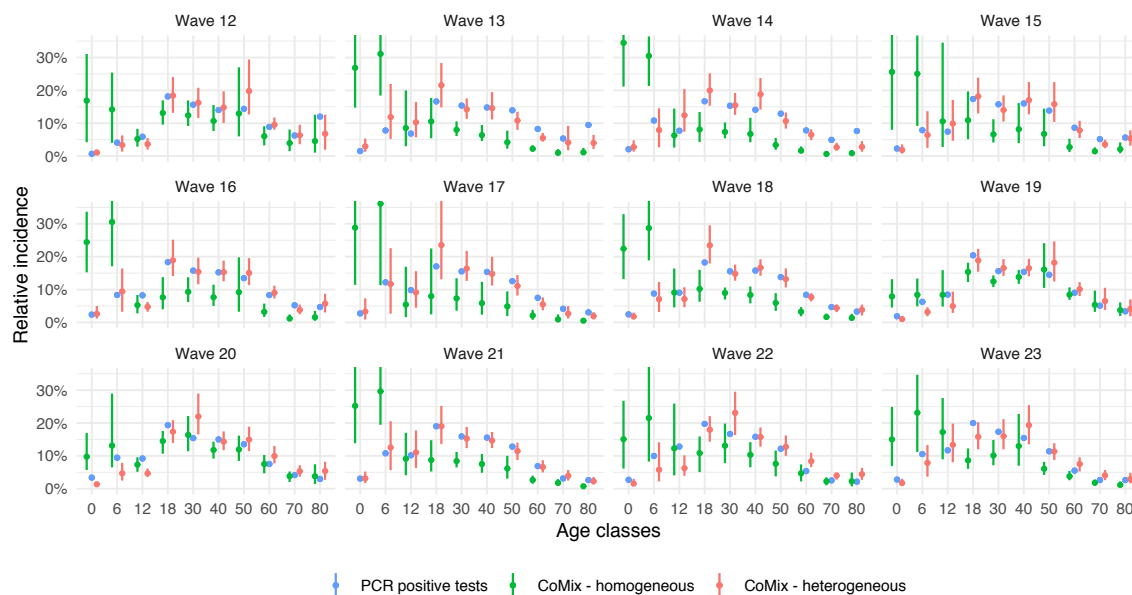 Wave 12 Wave 13 Wave 14 Wave 15
30%
20%
10%
0%
Wave 16 Wave 17 Wave 18 Wave 19
30%
20%
10%
0%
Wave 20 Wave 21 Wave 22 Wave 23
30%
20%
10%
0%
0 6 12 18 30 40 50 60 70 80 0 6 12 18 30 40 50 60 70 80 0 6 12 18 30 40 50 60 70 80 0 6 12 18 30 40 50 60 70 80
Relative incidence
Age classes
PCR positive tests CoMix - homogeneous CoMix - heterogeneous